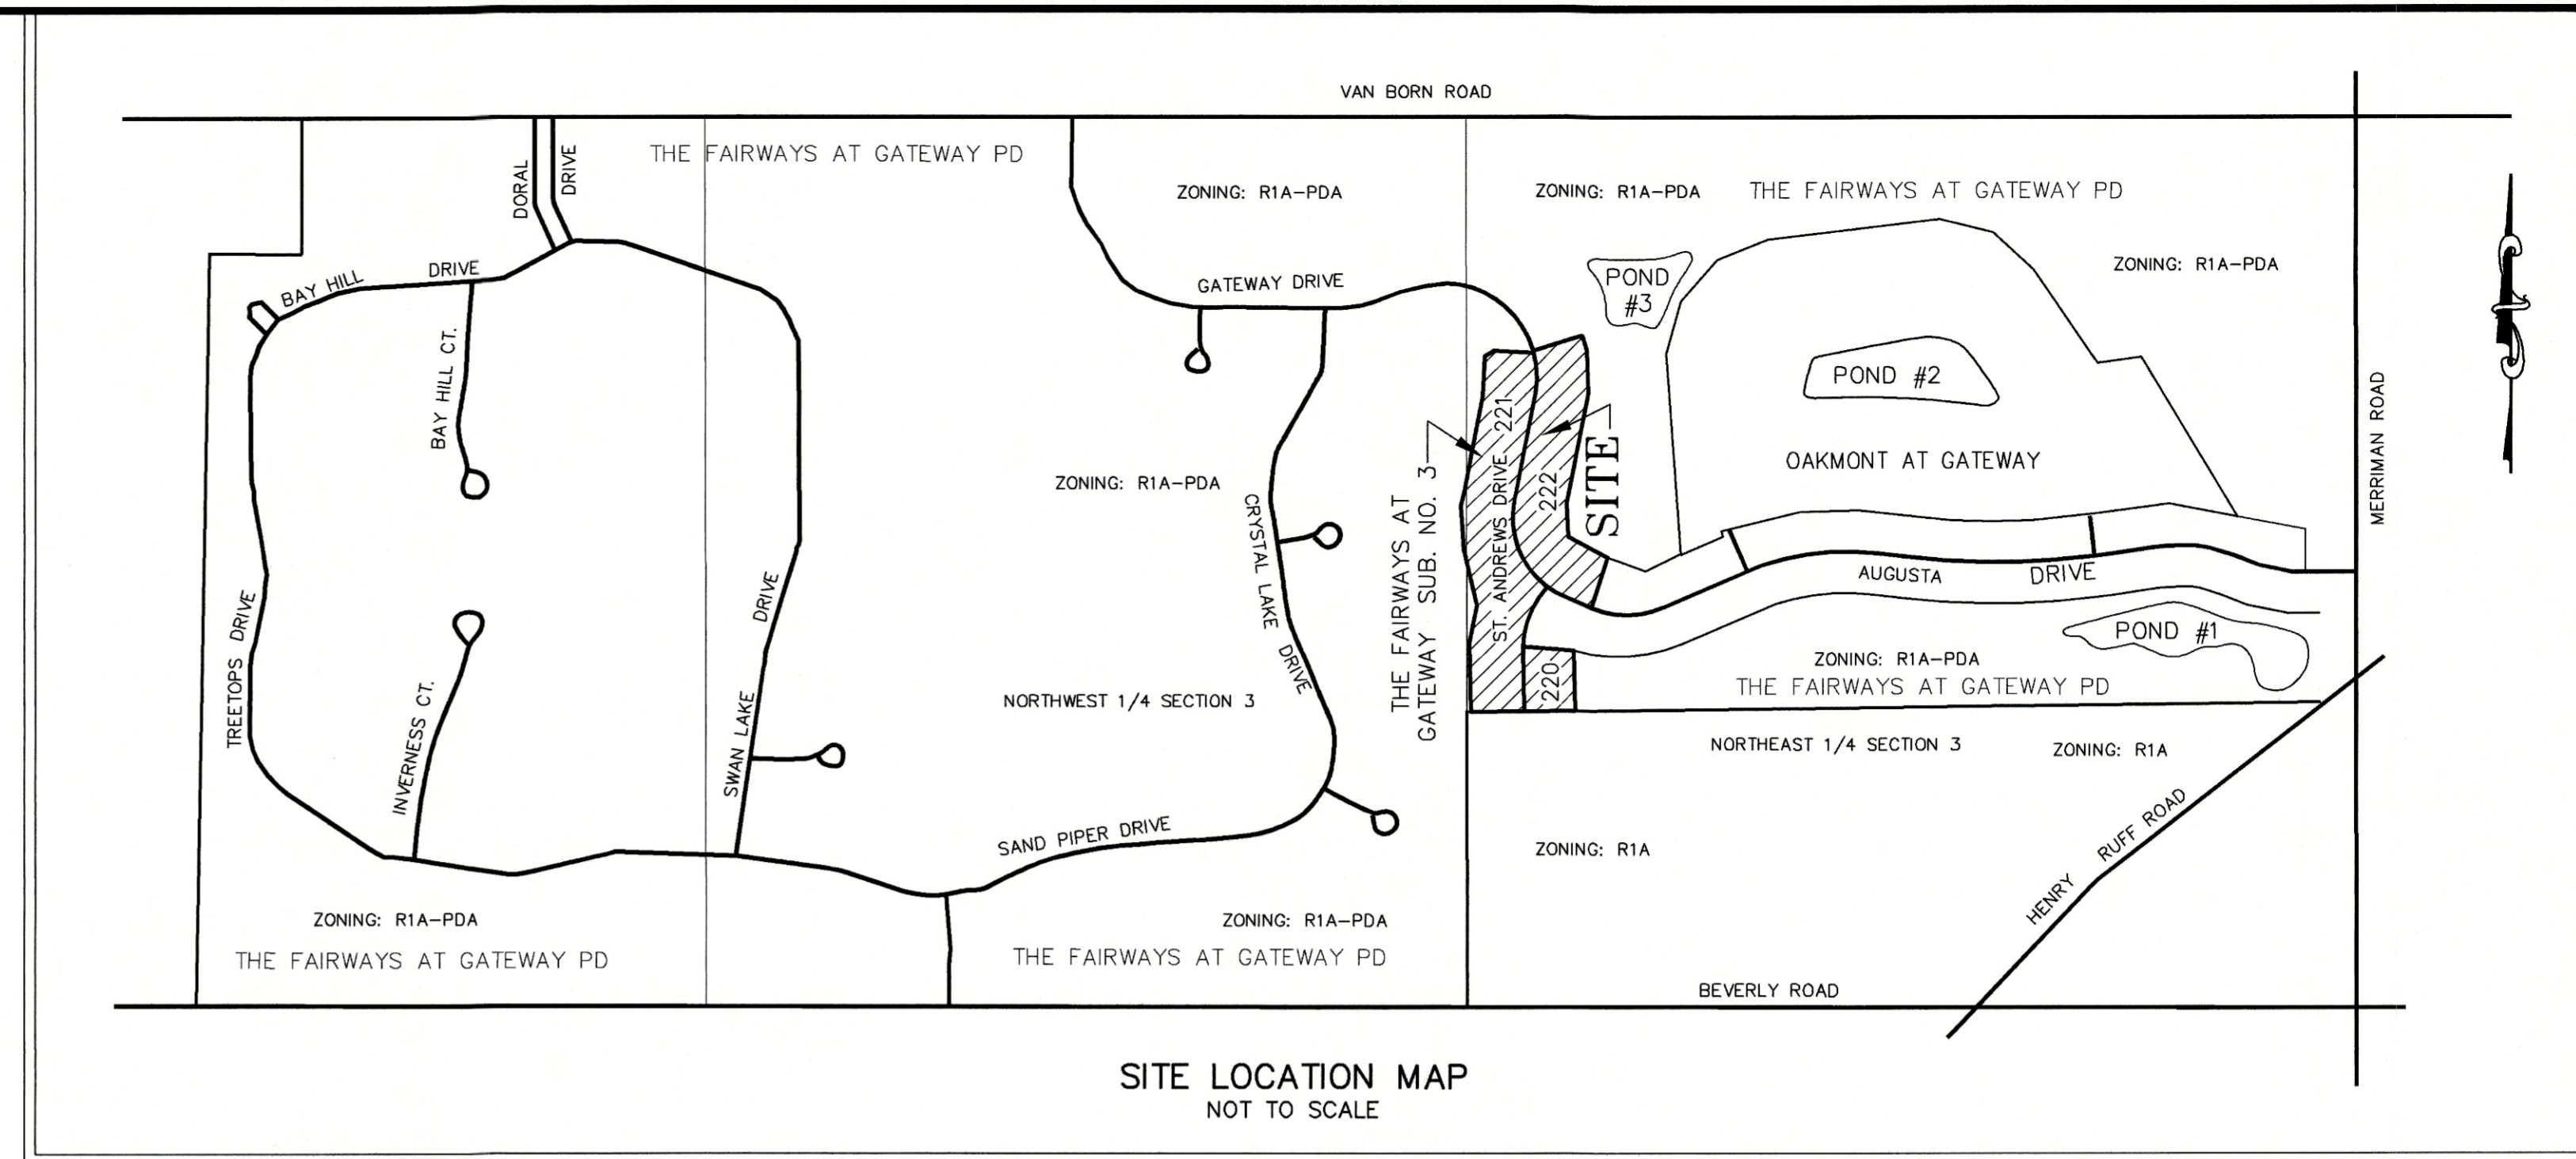 VAN BORN ROAD
THE FAIRWAYS AT GATEWAY PD
DORAL
DRIVE
ZONING: R1A-PDA
ZONING: R1A-PDA
THE FAIRWAYS AT GATEWAY PD
ZONING: R1A-PDA
BAY HILL
DRIVE
GATEWAY DRIVE
POND
#3
BAY HILL CT.
POND #2
MERRIMAN ROAD
OAKMONT AT GATEWAY
ZONING: R1A-PDA
THE FAIRWAYS AT
GATEWAY SUB. NO. 3
221
222
SITE
ST. ANDREWS DRIVE
CRYSTAL LAKE
DRIVE
AUGUSTA
DRIVE
TREETOPS DRIVE
DRIVE
SWAN LAKE
INVERNESS CT.
POND #1
220
ZONING: R1A-PDA
THE FAIRWAYS AT GATEWAY PD
NORTHWEST 1/4 SECTION 3
NORTHEAST 1/4 SECTION 3
ZONING: R1A
SAND PIPER DRIVE
ZONING: R1A
HENRY
RUFF ROAD
ZONING: R1A-PDA
THE FAIRWAYS AT GATEWAY PD
ZONING: R1A-PDA
THE FAIRWAYS AT GATEWAY PD
BEVERLY ROAD
SITE LOCATION MAP
NOT TO SCALE